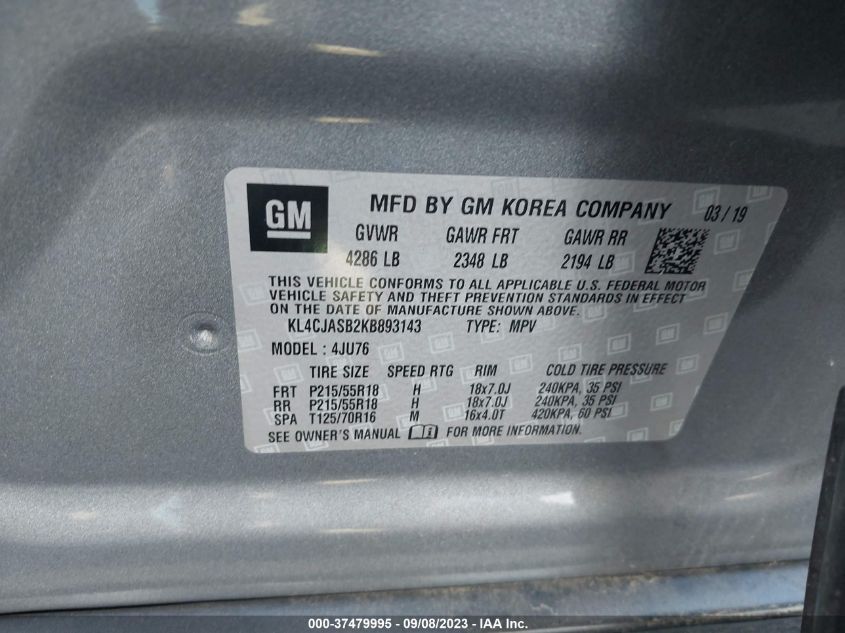 GM
MFD BY GM KOREA COMPANY 03/19
GVWR GAWR FRT GAWR RR
4286 LB 2348 LB 2194 LB
THIS VEHICLE CONFORMS TO ALL APPLICABLE U.S. FEDERAL MOTOR
VEHICLE SAFETY AND THEFT PREVENTION STANDARDS IN EFFECT
ON THE DATE OF MANUFACTURE SHOWN ABOVE.
KL4CJASB2KB893143 TYPE: MPV
MODEL : 4JU76
TIRE SIZE SPEED RTG RIM COLD TIRE PRESSURE
FRT P215/55R18 H 18x7.0J 240KPA, 35 PSI
RR P215/55R18 H 18x7.0J 240KPA, 35 PSI
SPA T125/70R16 M 16x4.0T 420KPA, 60 PSI
SEE OWNER'S MANUAL FOR MORE INFORMATION.
000-37479995 - 09/08/2023 - IAAI.com